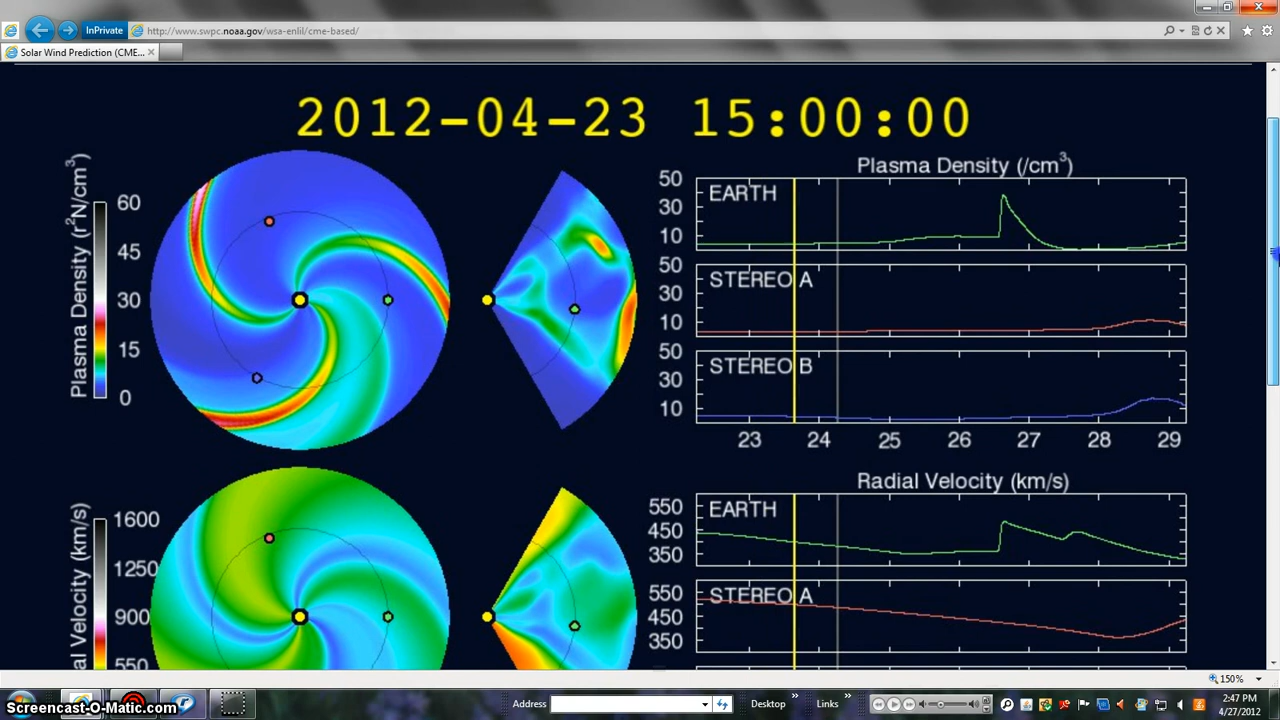 InPrivate
http://www.swpc.noaa.gov/wsa-enlil/cme-based/
Solar Wind Prediction (CME...
2012-04-23 15:00:00
Plasma Density (r²N/cm³)
60
45
30
15
0
Plasma Density (/cm³)
50
30
10
EARTH
50
30
10
STEREO A
50
30
10
STEREO B
23 24 25 26 27 28 29
al Velocity (km/s)
1600
1250
900
550
Radial Velocity (km/s)
550
450
350
EARTH
550
450
350
STEREO A
150%
Screencast-O-Matic.com
Address
Desktop
Links
2:47 PM
4/27/2012